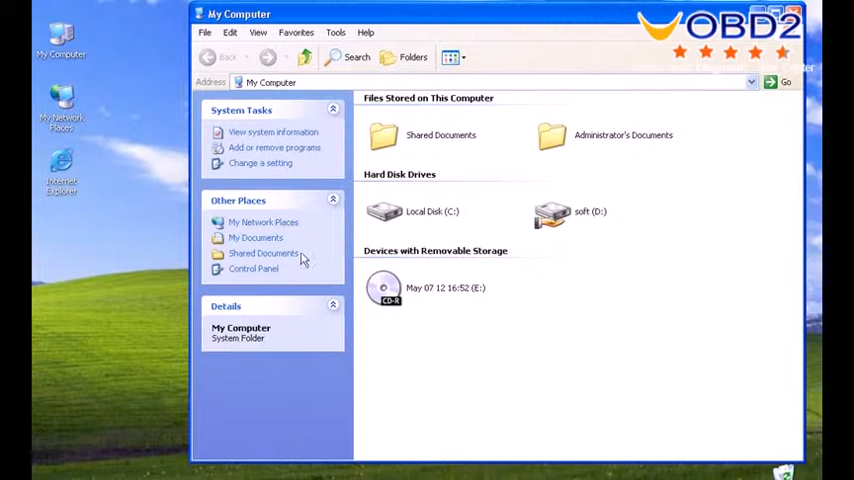 My Computer
UOBD2
File Edit View Favorites Tools Help
Back Search Folders
Address My Computer Go
My Computer
My Network Places
Internet Explorer
System Tasks
View system information
Add or remove programs
Change a setting
Other Places
My Network Places
My Documents
Shared Documents
Control Panel
Details
My Computer
System Folder
Files Stored on This Computer
Shared Documents Administrator's Documents
Hard Disk Drives
Local Disk (C:) soft (D:)
Devices with Removable Storage
May 07 12 16:52 (E:)
CD-R